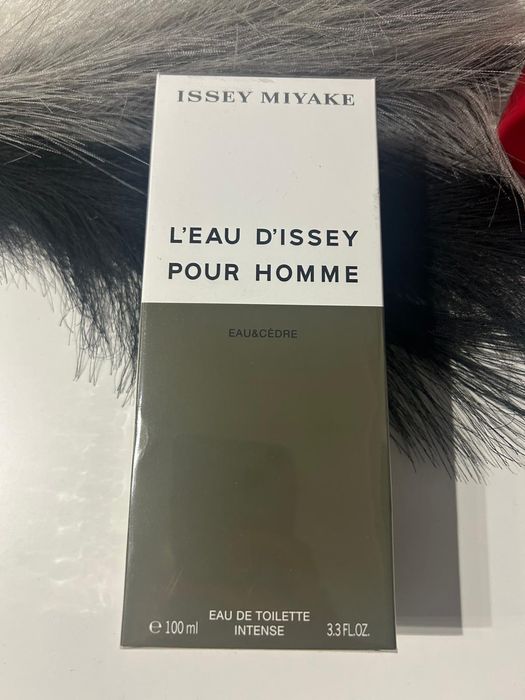 ISSEY MIYAKE
L'EAU D'ISSEY
POUR HOMME
EAU&CÈDRE
EAU DE TOILETTE
INTENSE
℮ 100 ml
3.3 FL.OZ.